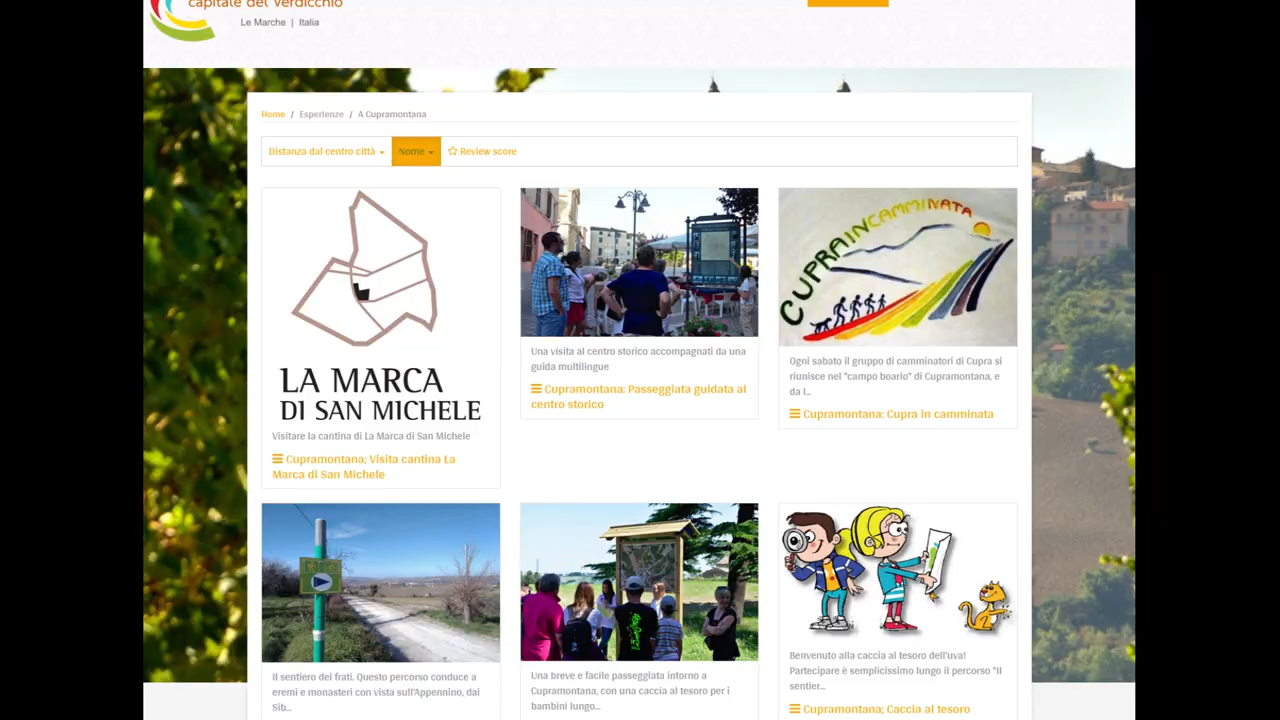 capitale del Verdicchio
Le Marche | Italia
Home / Esperienze / A Cupramontana
Distanza dal centro città
Nome
Review score
LA MARCA
DI SAN MICHELE
Visitare la cantina di La Marca di San Michele
Cupramontana; Visita cantina La
Marca di San Michele
Una visita al centro storico accompagnati da una
guida multilingue
Cupramontana: Passeggiata guidata al
centro storico
CUPRAINCAMMINATA
Ogni sabato il gruppo di camminatori di Cupra si
riunisce nel "campo boario" di Cupramontana, e
da l...
Cupramontana: Cupra in camminata
Il sentiero dei frati. Questo percorso conduce a
eremi e monasteri con vista sull'Appennino, dai
Sib...
Una breve e facile passeggiata intorno a
Cupramontana, con una caccia al tesoro per i
bambini lungo...
Benvenuto alla caccia al tesoro dell'uva!
Partecipare è semplicissimo lungo il percorso "Il
sentier...
Cupramontana; Caccia al tesoro